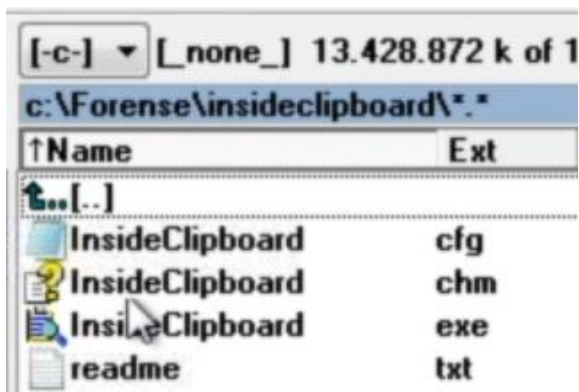 [-c-] [_none_] 13.428.872 k of 1
c:\Forense\insideclipboard\*.*
↑Name Ext
[..]
InsideClipboard cfg
InsideClipboard chm
InsideClipboard exe
readme txt